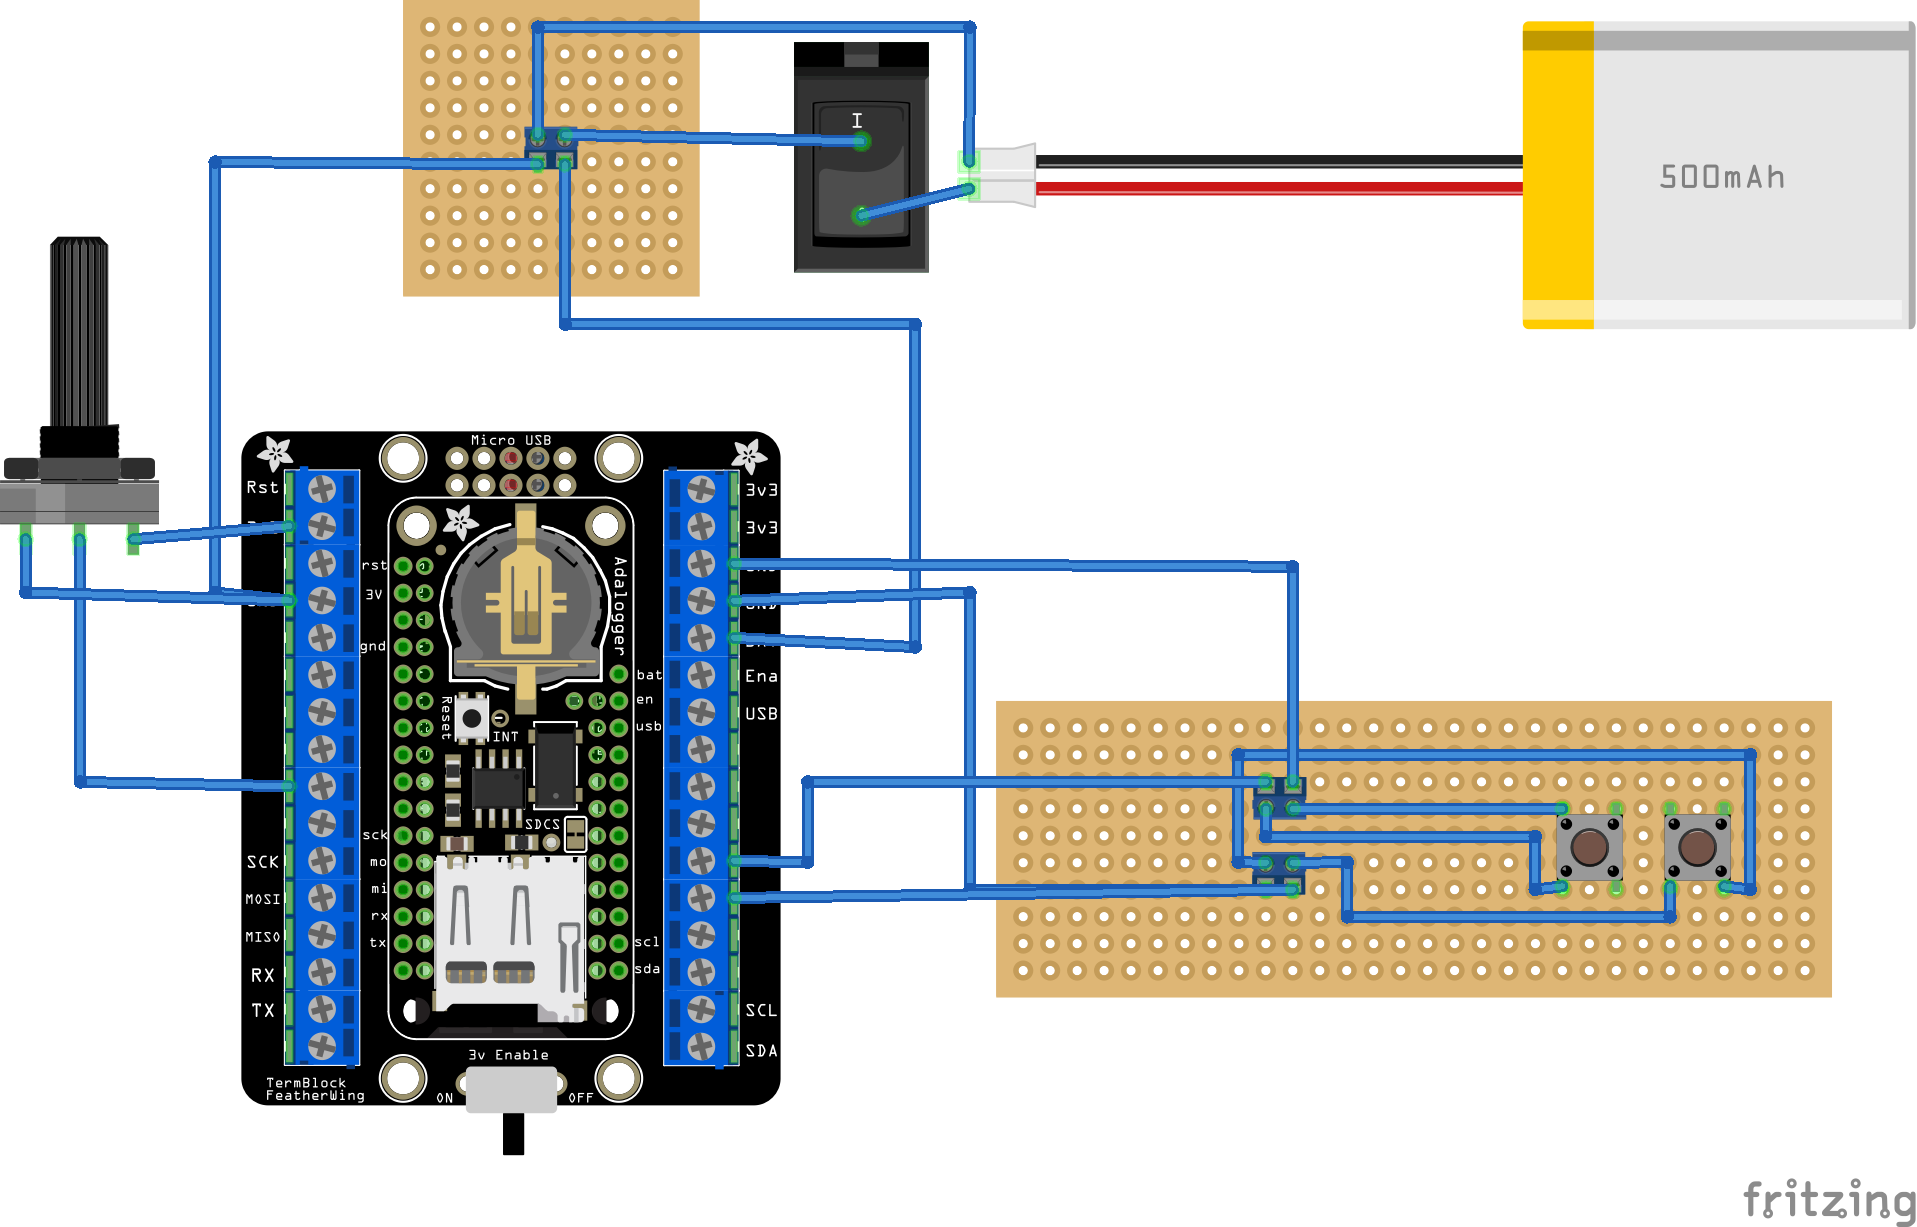 I
500mAh
Micro USB
Rst
3v3
3v3
rst
3V
gnd
Adalogger
GND
bat
Ena
en
USB
usb
Reset
INT
SDCS
sck
SCK
mo
MOSI
mi
MISO
rx
RX
tx
scl
sda
TX
SCL
SDA
3v Enable
TermBlock
FeatherWing
ON
OFF
fritzing